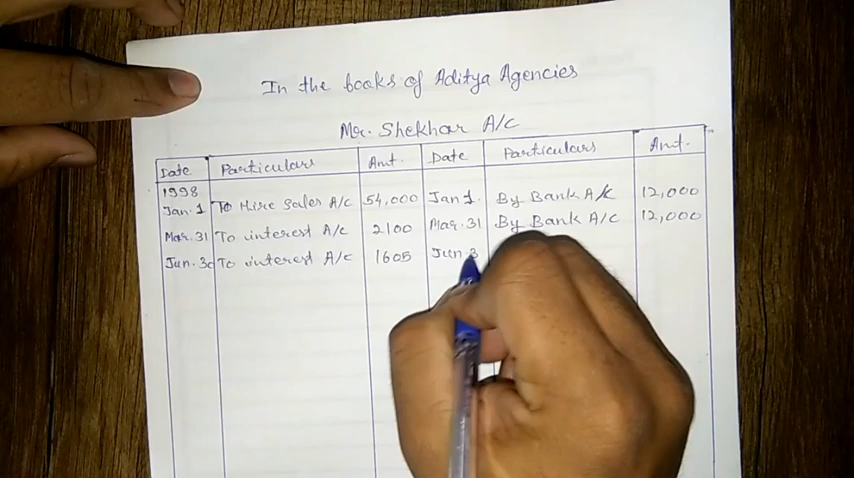 In the books of Aditya Agencies
Mr. Shekhar A/C
Date Particulars Amt. Date Particulars Amt.
1998
Jan. 1 To Hire Sales A/C 54,000 Jan 1. By Bank A/C 12,000
Mar. 31 To interest A/C 2100 Mar. 31 By Bank A/C 12,000
Jun. 30 To interest A/C 1605 Jun. 3